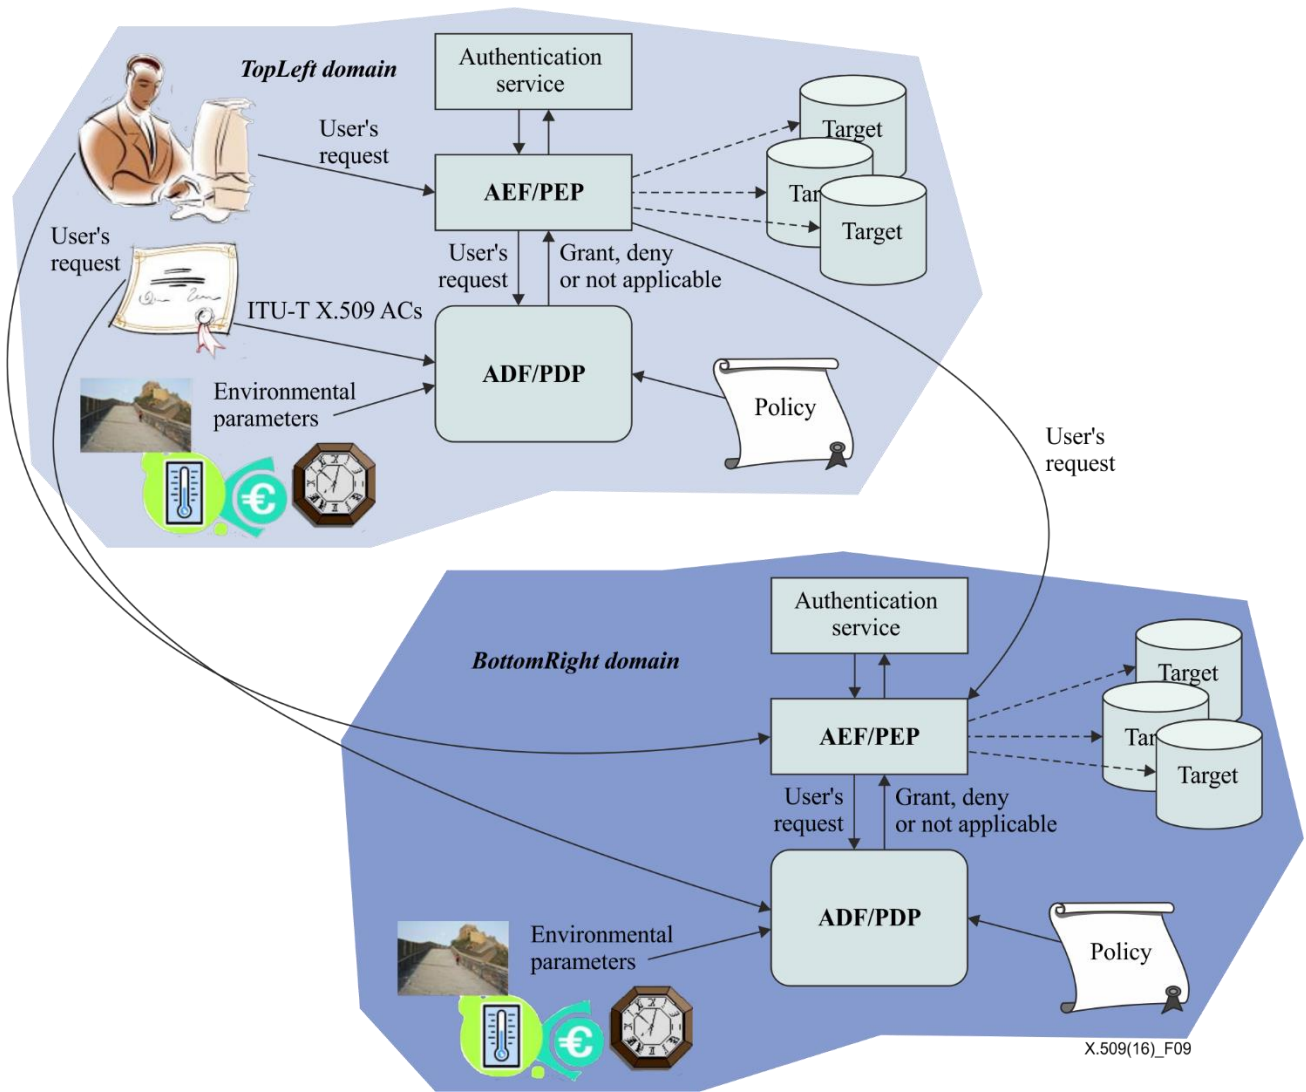 TopLeft domain
Authentication
service
User's
request
AEF/PEP
Target
Tar
Target
User's
request
User's
request
Grant, deny
or not applicable
ITU-T X.509 ACs
ADF/PDP
Environmental
parameters
Policy
€
User's
request
BottomRight domain
Authentication
service
AEF/PEP
Target
Tar
Target
User's
request
Grant, deny
or not applicable
ADF/PDP
Environmental
parameters
Policy
€
X.509(16)_F09